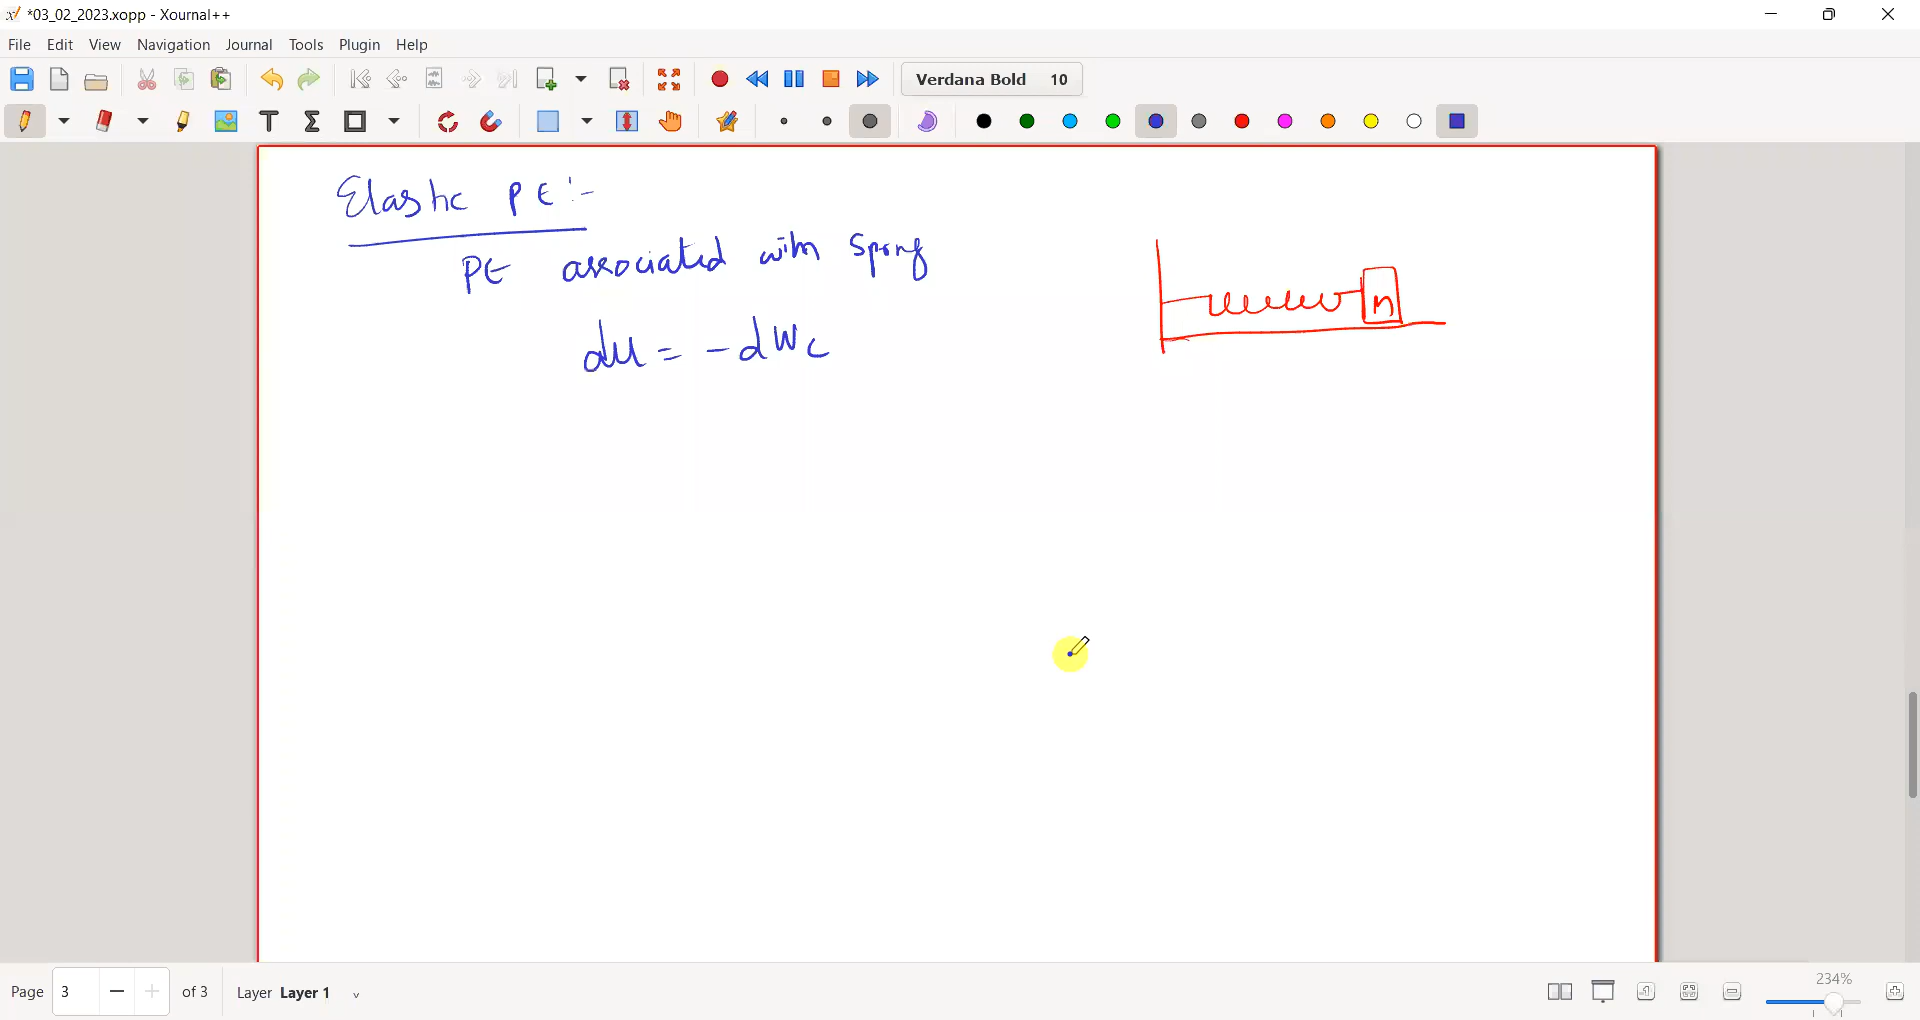 *03_02_2023.xopp - Xournal++
File Edit View Navigation Journal Tools Plugin Help
Verdana Bold 10
Elastic PE :-
PE associated with Spring
dU = - dWc
m
Page 3 of 3 Layer Layer 1
234%